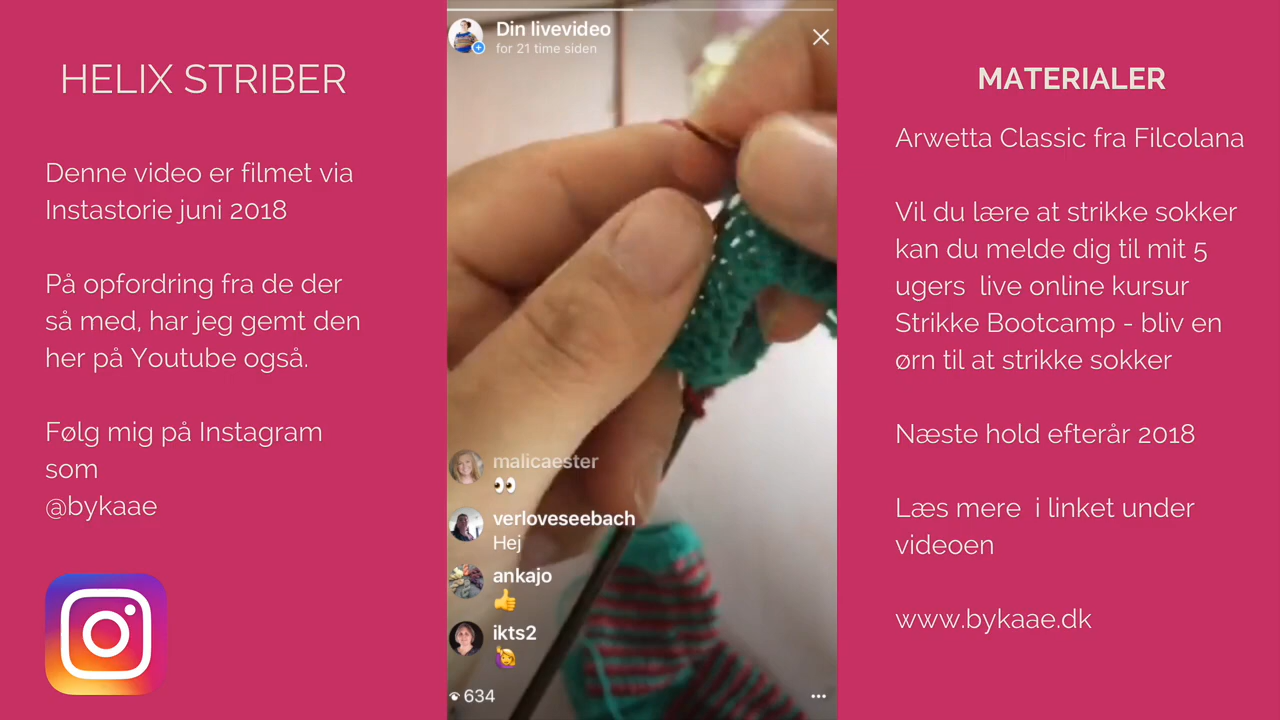 HELIX STRIBER
Denne video er filmet via
Instastorie juni 2018
På opfordring fra de der
så med, har jeg gemt den
her på Youtube også.
Følg mig på Instagram
som
@bykaae
Din livevideo
for 21 time siden
malicaester
👀
verloveseebach
Hej
ankajo
👍
ikts2
🙋
634
MATERIALER
Arwetta Classic fra Filcolana
Vil du lære at strikke sokker
kan du melde dig til mit 5
ugers  live online kursur
Strikke Bootcamp - bliv en
ørn til at strikke sokker
Næste hold efterår 2018
Læs mere  i linket under
videoen
www.bykaae.dk